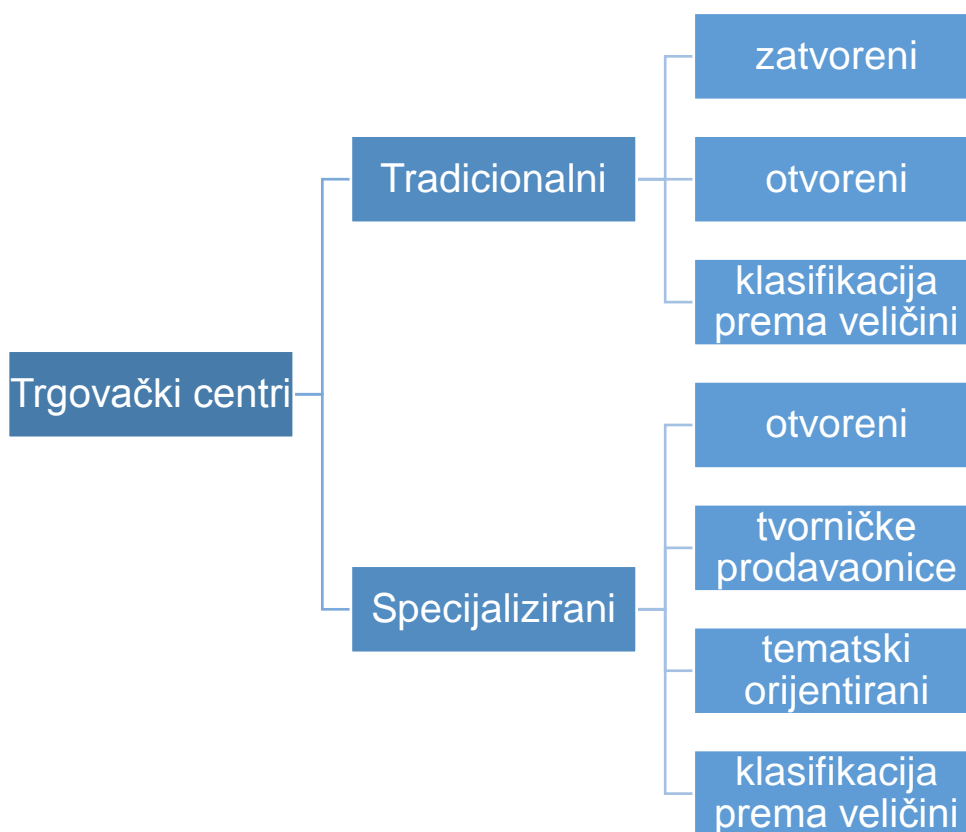 zatvoreni
Tradicionalni
otvoreni
klasifikacija
prema veličini
Trgovački centri
otvoreni
tvorničke
prodavaonice
Specijalizirani
tematski
orijentirani
klasifikacija
prema veličini